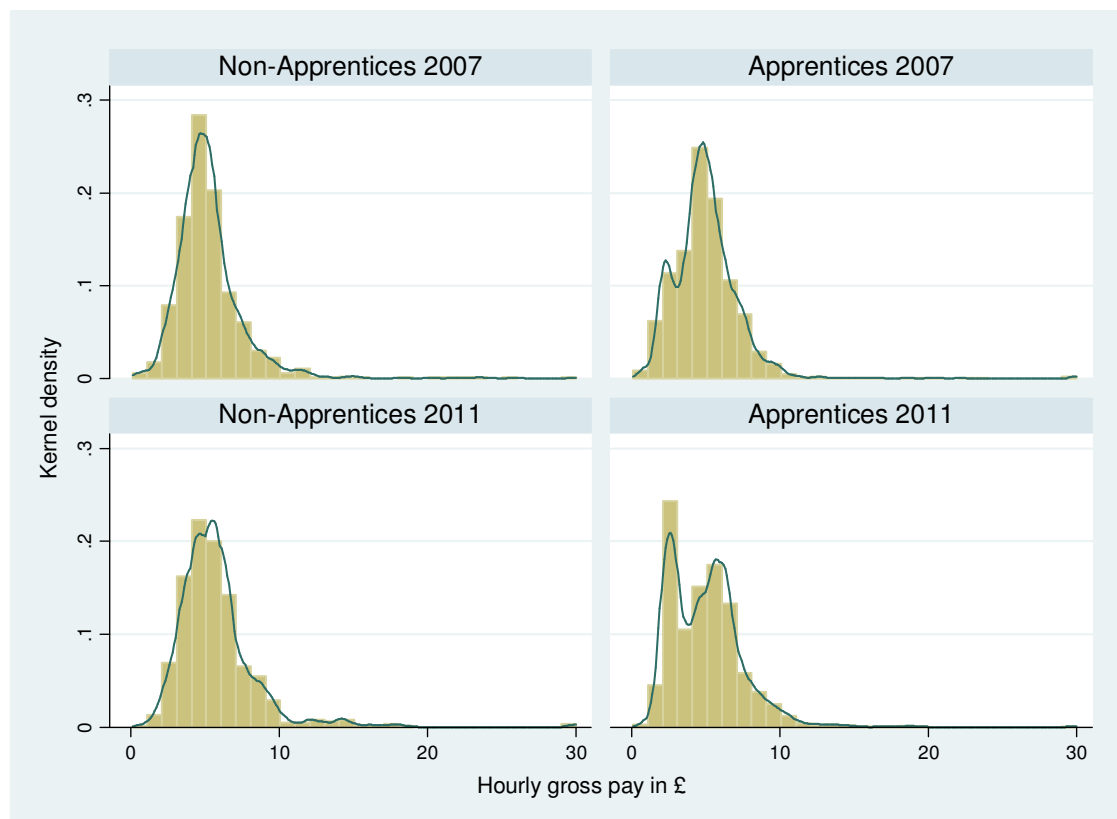 Non-Apprentices 2007
Apprentices 2007
.3
.2
.1
0
Non-Apprentices 2011
Apprentices 2011
.3
.2
.1
0
Kernel density
0 10 20 30
0 10 20 30
Hourly gross pay in £